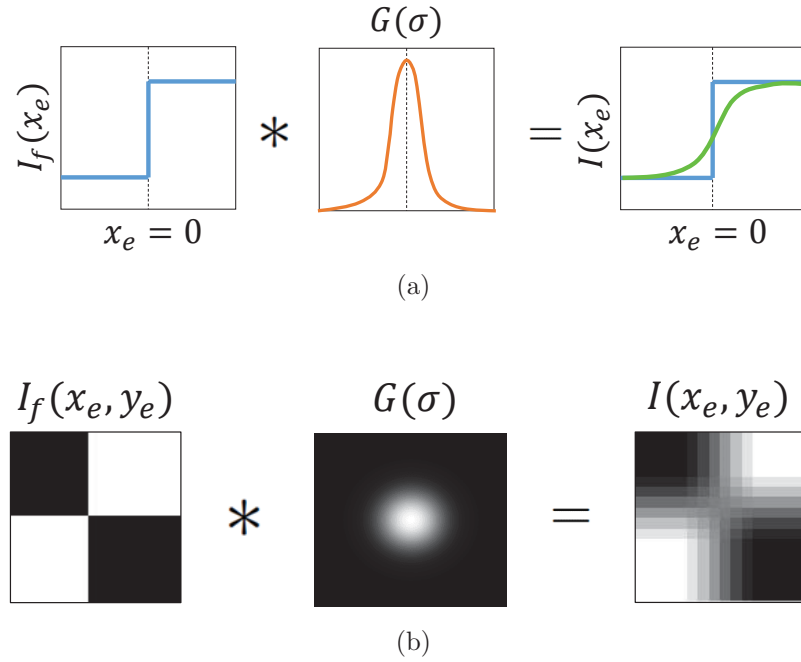 G(σ)
I_f(x_e)
*
=
I(x_e)
x_e = 0
x_e = 0
(a)
I_f(x_e, y_e)
G(σ)
I(x_e, y_e)
*
=
(b)